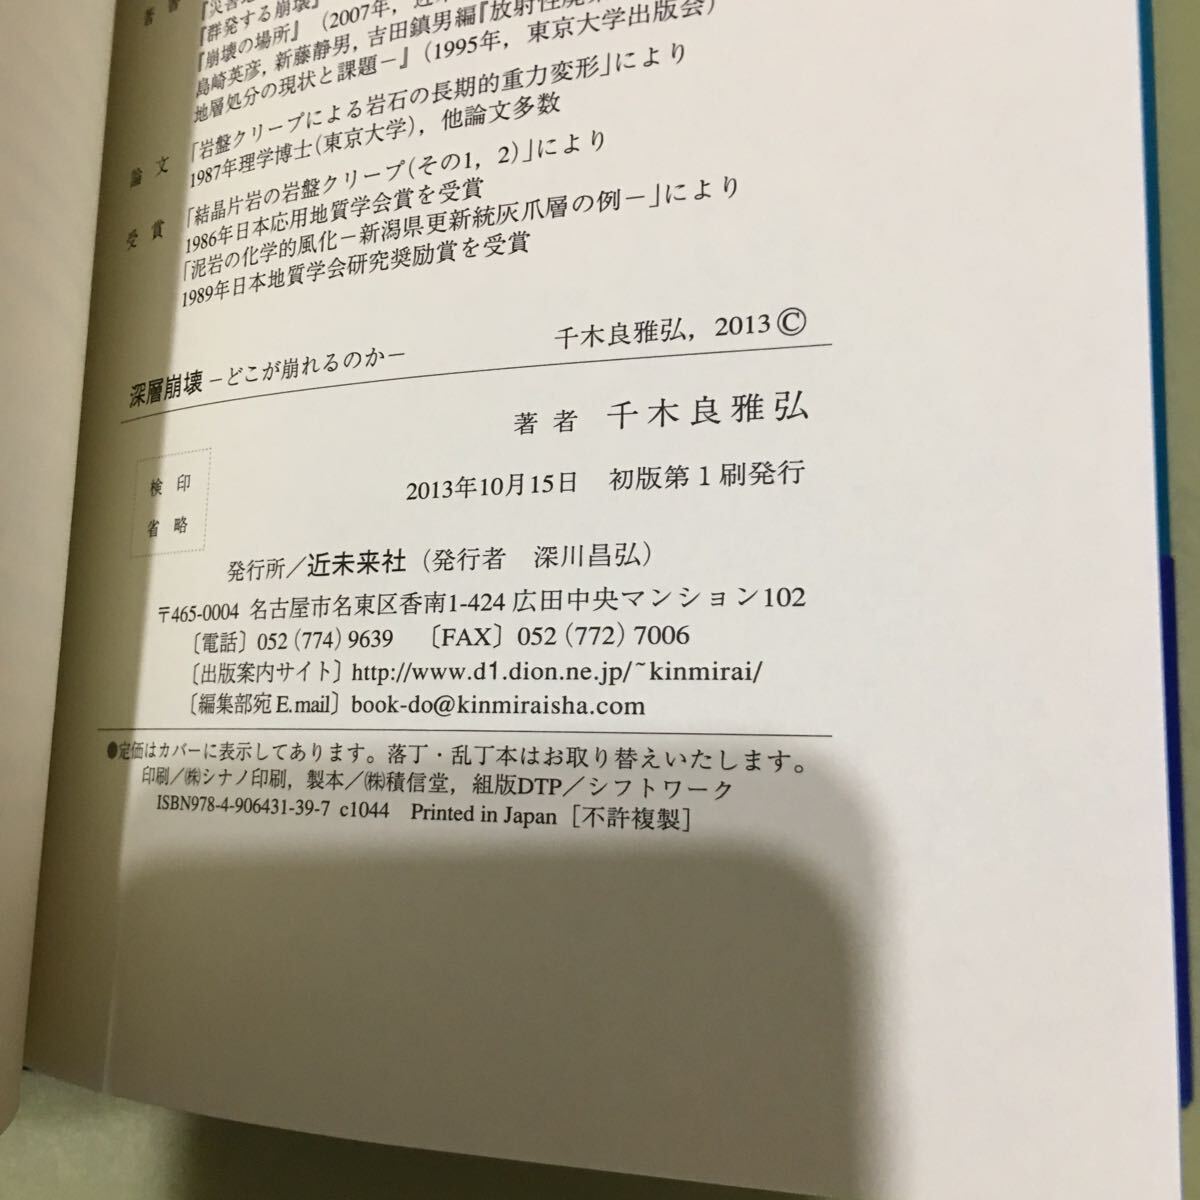 著書
『群発する崩壊』
『崩壊の場所』（2007年，近
島崎英彦，新藤静男，吉田鎮男編『放射性廃
地層処分の現状と課題－』（1995年，東京大学出版会）
論文 「岩盤クリープによる岩石の長期的重力変形」により
1987年理学博士（東京大学），他論文多数
受賞 「結晶片岩の岩盤クリープ（その1，2）」により
1986年日本応用地質学会賞を受賞
「泥岩の化学的風化－新潟県更新統灰爪層の例－」により
1989年日本地質学会研究奨励賞を受賞
深層崩壊－どこが崩れるのか－ 千木良雅弘，2013 ©
著者 千木良雅弘
検印
省略
2013年10月15日 初版第1刷発行
発行所／近未来社（発行者 深川昌弘）
〒465-0004 名古屋市名東区香南1-424 広田中央マンション102
〔電話〕052（774）9639 〔FAX〕052（772）7006
〔出版案内サイト〕http://www.d1.dion.ne.jp/~kinmirai/
〔編集部宛E.mail〕book-do@kinmiraisha.com
●定価はカバーに表示してあります。落丁・乱丁本はお取り替えいたします。
印刷／㈱シナノ印刷，製本／㈱積信堂，組版DTP／シフトワーク
ISBN978-4-906431-39-7 c1044 Printed in Japan［不許複製］